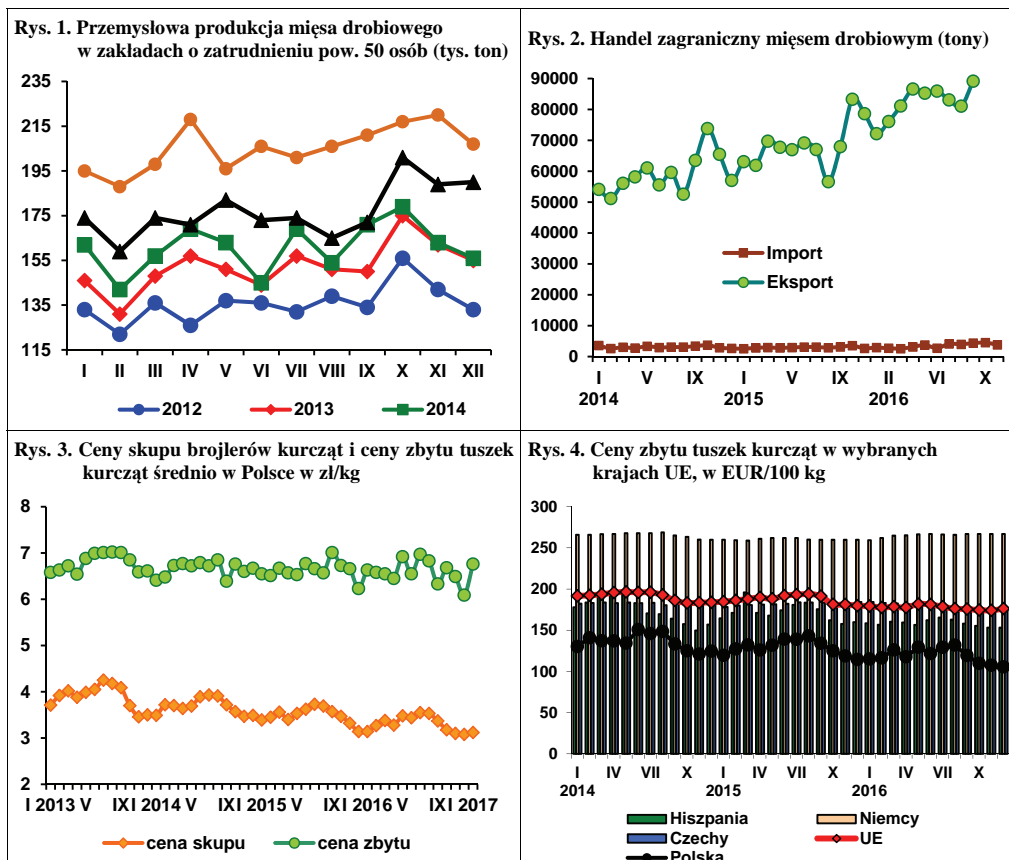 Rys. 1. Przemysłowa produkcja mięsa drobiowego
w zakładach o zatrudnieniu pow. 50 osób (tys. ton)
235
215
195
175
155
135
115
I II III IV V VI VII VIII IX X XI XII
2012 2013 2014
Rys. 2. Handel zagraniczny mięsem drobiowym (tony)
90000
80000
70000
60000
50000
40000
30000
20000
10000
0
Import
Eksport
I V IX I V IX II VI X
2014 2015 2016
Rys. 3. Ceny skupu brojlerów kurcząt i ceny zbytu tuszek
kurcząt średnio w Polsce w zł/kg
8
7
6
5
4
3
2
I 2013 V IX I 2014 V IX I 2015 V IX I 2016 V IX I 2017
cena skupu cena zbytu
Rys. 4. Ceny zbytu tuszek kurcząt w wybranych
krajach UE, w EUR/100 kg
300
250
200
150
100
50
0
I IV VII X I IV VII X I IV VII X
2014 2015 2016
Hiszpania Niemcy
Czechy UE
Polska